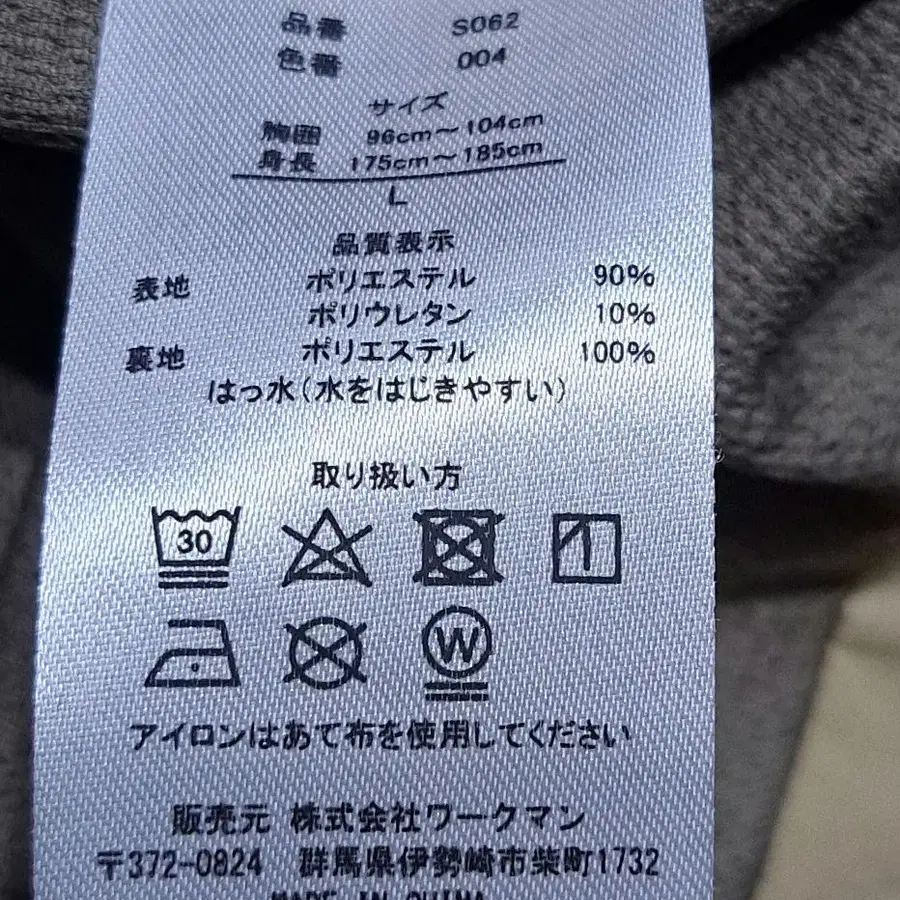 品番 S062
色番 004
サイズ
胸囲 96cm～104cm
身長 175cm～185cm
L
品質表示
表地 ポリエステル 90%
ポリウレタン 10%
裏地 ポリエステル 100%
はっ水(水をはじきやすい)
取り扱い方
30
W
アイロンはあて布を使用してください
販売元 株式会社ワークマン
〒372-0824 群馬県伊勢崎市柴町1732
MADE IN CHINA